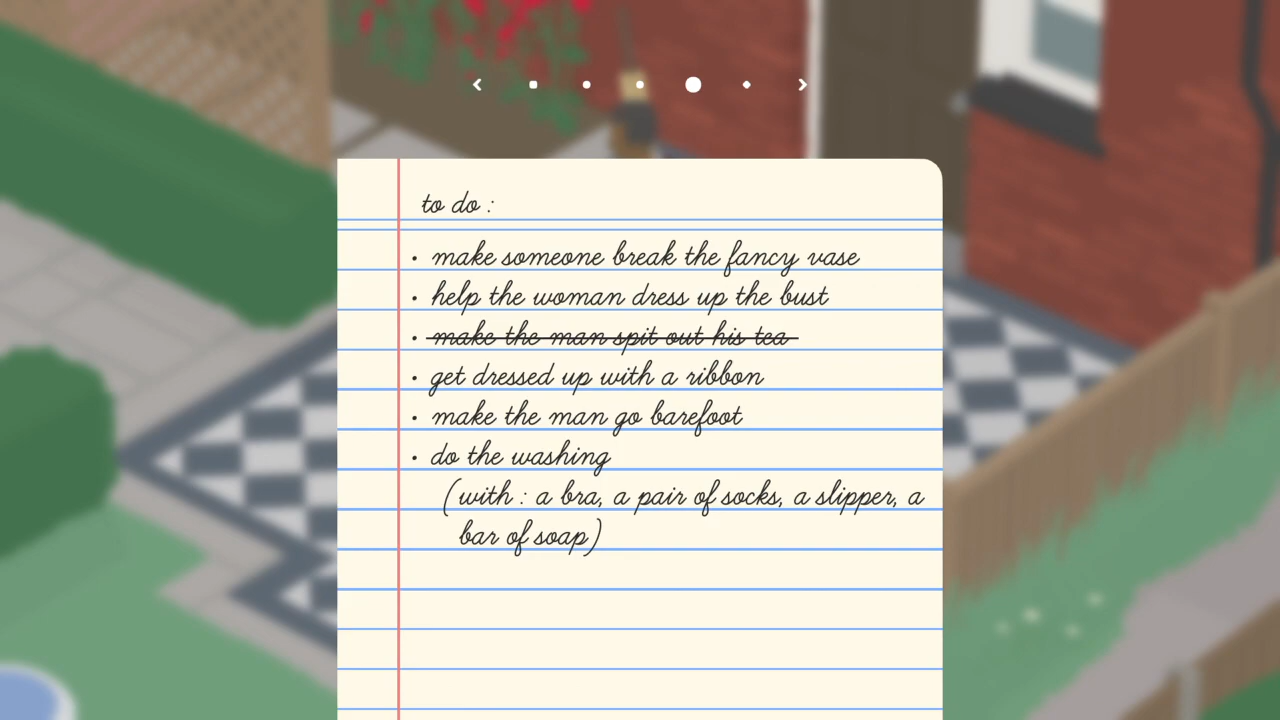 to do :
• make someone break the fancy vase
• help the woman dress up the bust
• make the man spit out his tea
• get dressed up with a ribbon
• make the man go barefoot
• do the washing
(with : a bra, a pair of socks, a slipper, a
bar of soap)